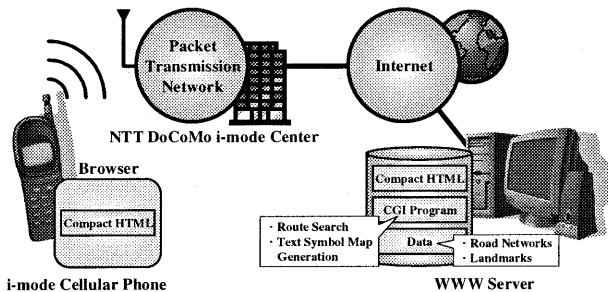 Packet
Transmission
Network
Internet
NTT DoCoMo i-mode Center
Browser
Compact HTML
i-mode Cellular Phone
Compact HTML
CGI Program
Data
· Route Search
· Text Symbol Map
Generation
· Road Networks
· Landmarks
WWW Server